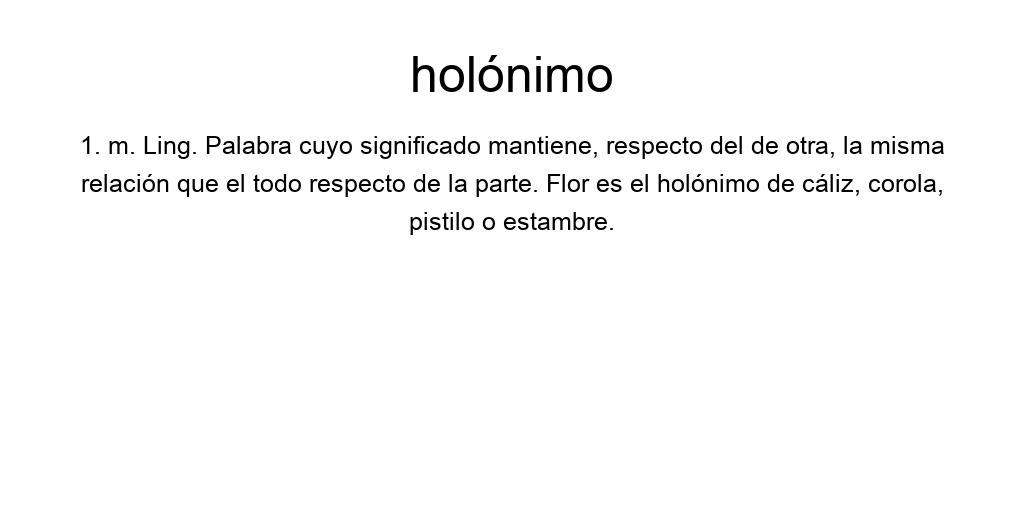 holónimo
1. m. Ling. Palabra cuyo significado mantiene, respecto del de otra, la misma
relación que el todo respecto de la parte. Flor es el holónimo de cáliz, corola,
pistilo o estambre.